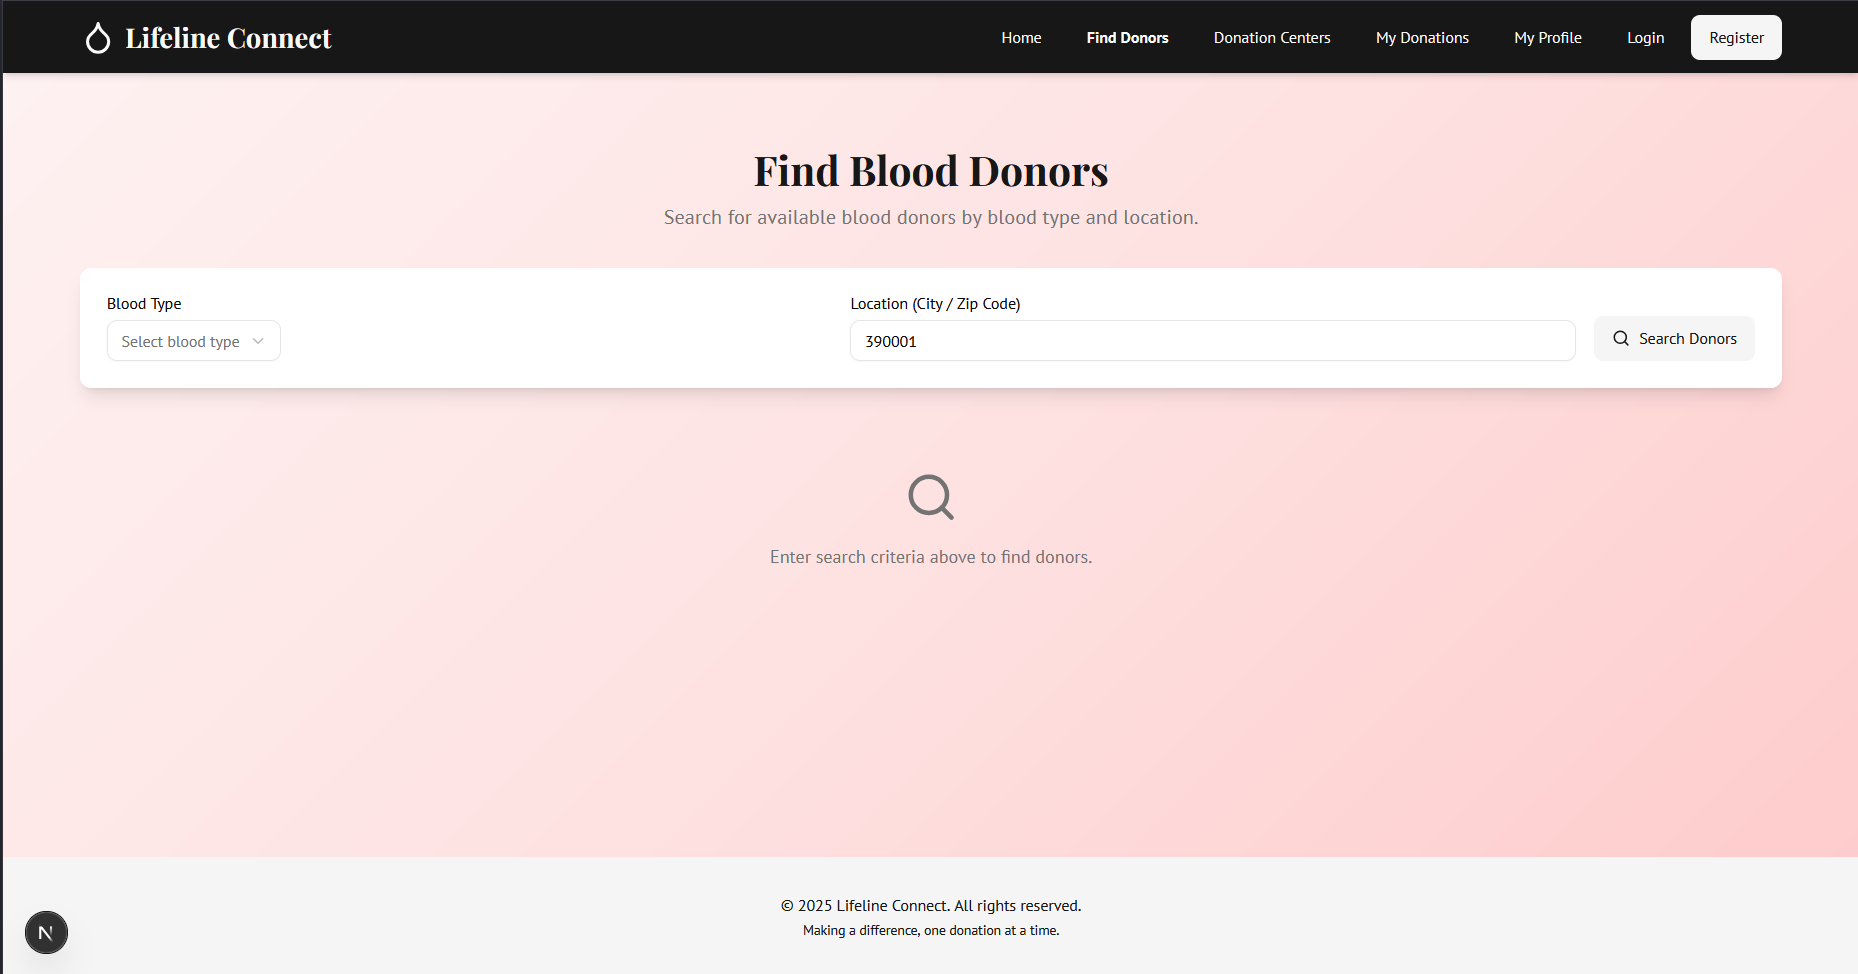 Lifeline Connect
Home Find Donors Donation Centers My Donations My Profile Login Register
Find Blood Donors
Search for available blood donors by blood type and location.
Blood Type
Select blood type
Location (City / Zip Code)
390001
Search Donors
Enter search criteria above to find donors.
© 2025 Lifeline Connect. All rights reserved.
Making a difference, one donation at a time.
N